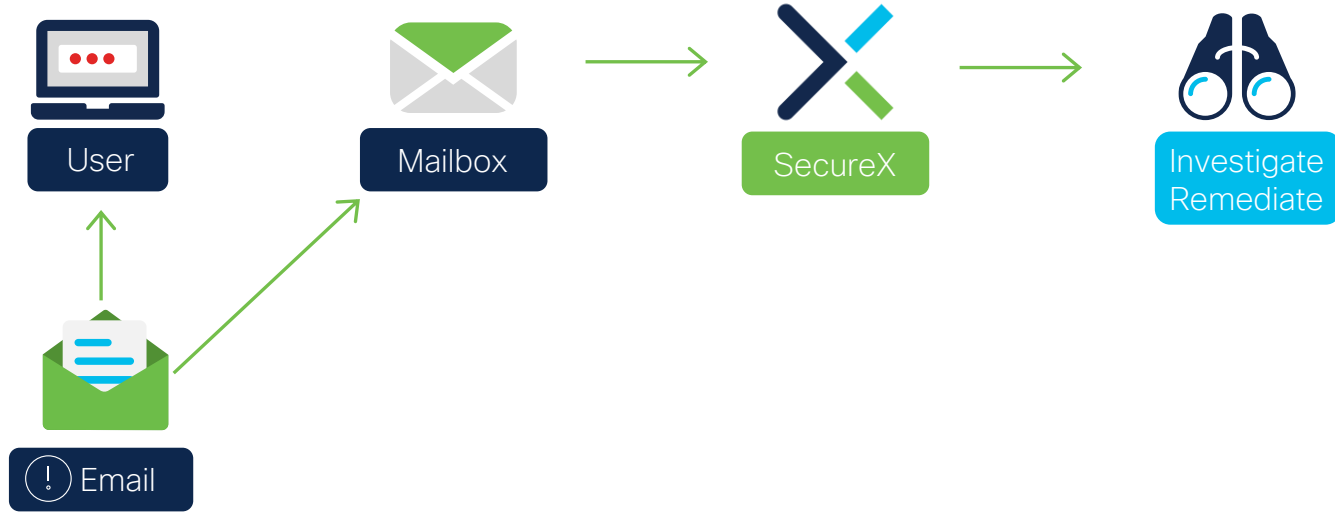 User
Mailbox
SecureX
Investigate
Remediate
! Email